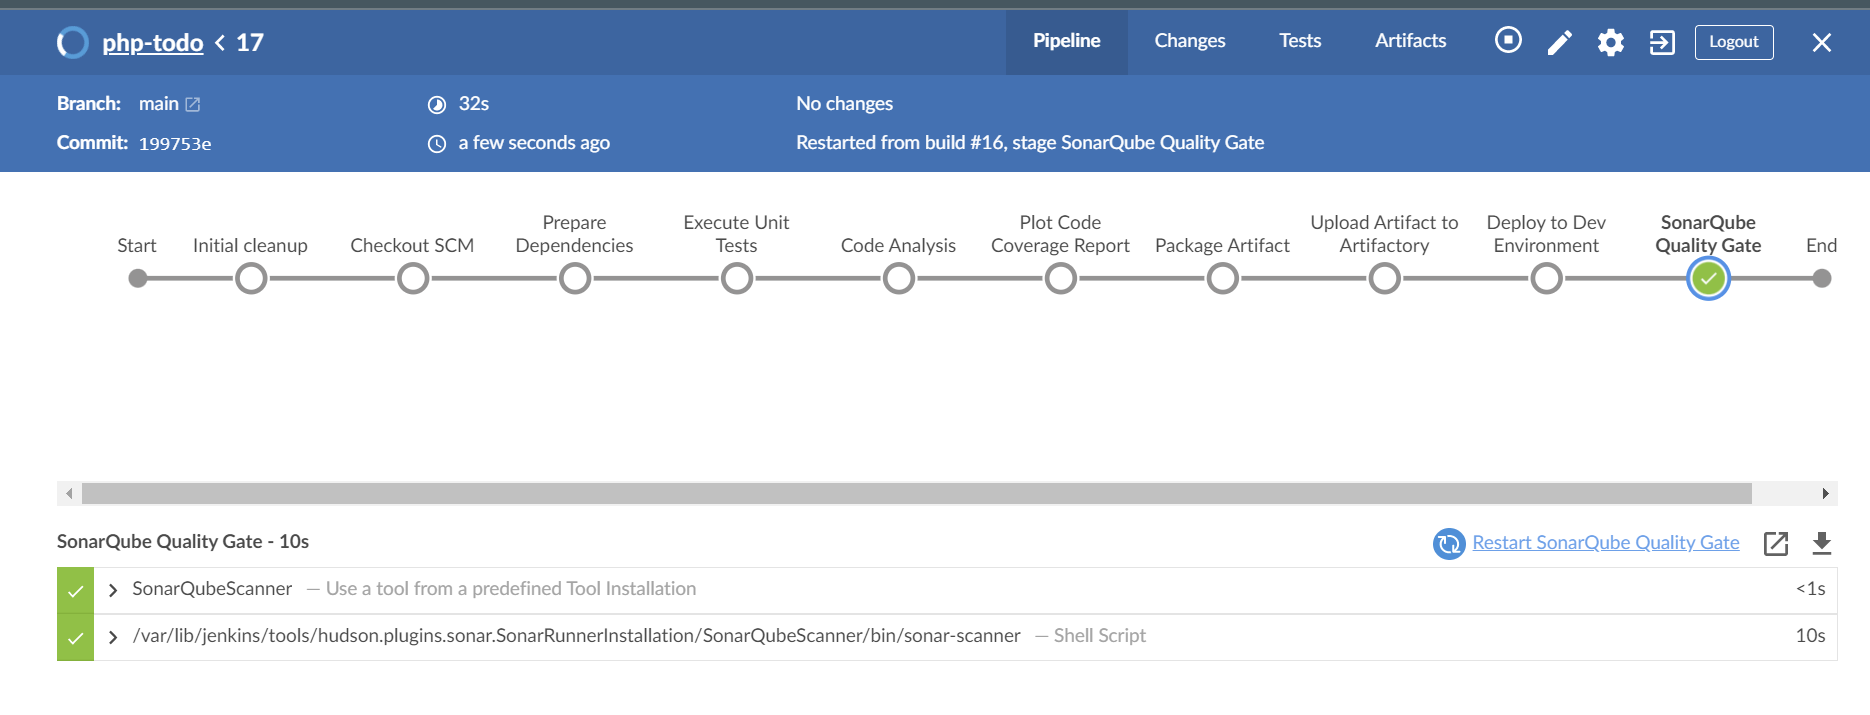 php-todo < 17
Pipeline
Changes
Tests
Artifacts
Logout
Branch: main
32s
No changes
Commit: 199753e
a few seconds ago
Restarted from build #16, stage SonarQube Quality Gate
Start
Initial cleanup
Checkout SCM
Prepare
Dependencies
Execute Unit
Tests
Code Analysis
Plot Code
Coverage Report
Package Artifact
Upload Artifact to
Artifactory
Deploy to Dev
Environment
SonarQube
Quality Gate
End
SonarQube Quality Gate - 10s
Restart SonarQube Quality Gate
SonarQubeScanner — Use a tool from a predefined Tool Installation
<1s
/var/lib/jenkins/tools/hudson.plugins.sonar.SonarRunnerInstallation/SonarQubeScanner/bin/sonar-scanner — Shell Script
10s